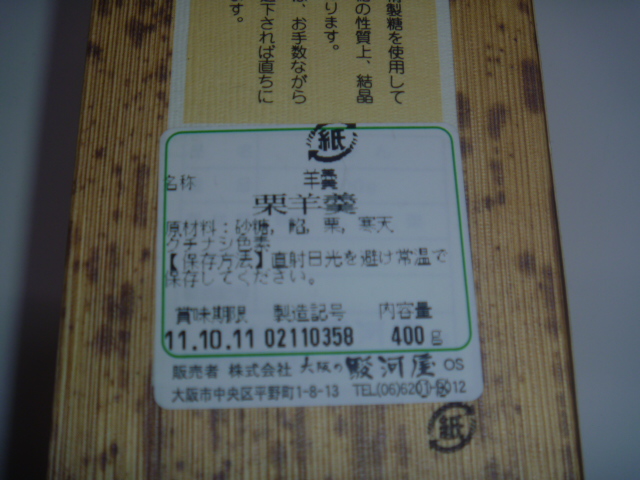 製糖を使用して
の性質上、結晶
ります。
、お手数ながら
下されば直ちに
す。
紙
名称 羊羹
栗羊羹
原材料：砂糖，餡，栗，寒天
クチナシ色素
【保存方法】直射日光を避け常温で
保存してください。
賞味期限 製造記号 内容量
11.10.11 02110358 400g
販売者 株式会社 大阪の駿河屋 OS
大阪市中央区平野町1-8-13 TEL(06)6201-5012
紙